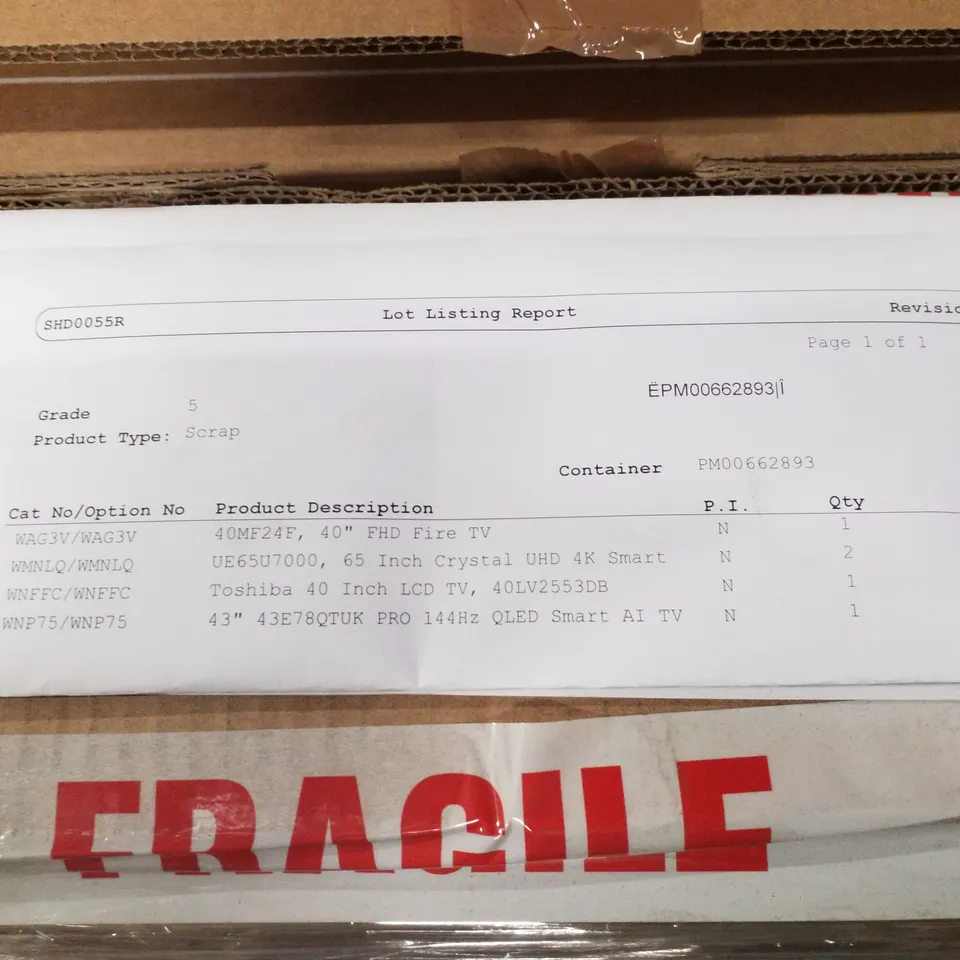 SHD0055R Lot Listing Report
Page 1 of 1
ËPM00662893|Î
Grade 5
Product Type: Scrap
Container PM00662893
Cat No/Option No Product Description P.I. Qty
WAG3V/WAG3V 40MF24F, 40" FHD Fire TV N 1
WMNLQ/WMNLQ UE65U7000, 65 Inch Crystal UHD 4K Smart N 2
WNFFC/WNFFC Toshiba 40 Inch LCD TV, 40LV2553DB N 1
WNP75/WNP75 43" 43E78QTUK PRO 144Hz QLED Smart AI TV N 1
FRAGILE